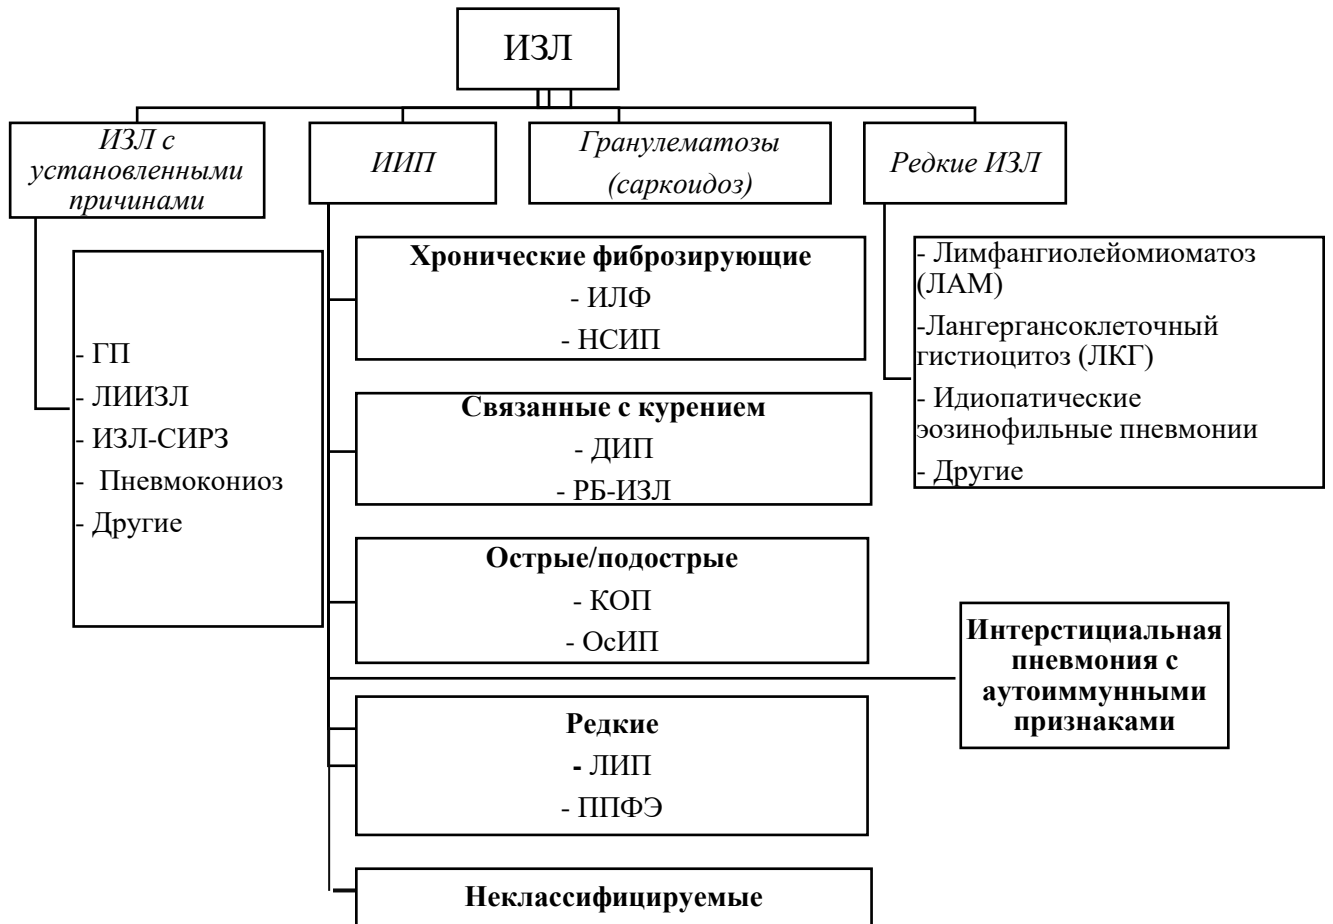 ИЗЛ
ИЗЛ с
установленными
причинами
ИИП
Гранулематозы
(саркоидоз)
Редкие ИЗЛ
- ГП
- ЛИИЗЛ
- ИЗЛ-СИРЗ
- Пневмокониоз
- Другие
Хронические фиброзирующие
- ИЛФ
- НСИП
Связанные с курением
- ДИП
- РБ-ИЗЛ
Острые/подострые
- КОП
- ОсИП
Редкие
- ЛИП
- ППФЭ
Неклассифицируемые
- Лимфангиолейомиоматоз
(ЛАМ)
-Лангергансоклеточный
гистиоцитоз (ЛКГ)
- Идиопатические
эозинофильные пневмонии
- Другие
Интерстициальная
пневмония с
аутоиммунными
признаками